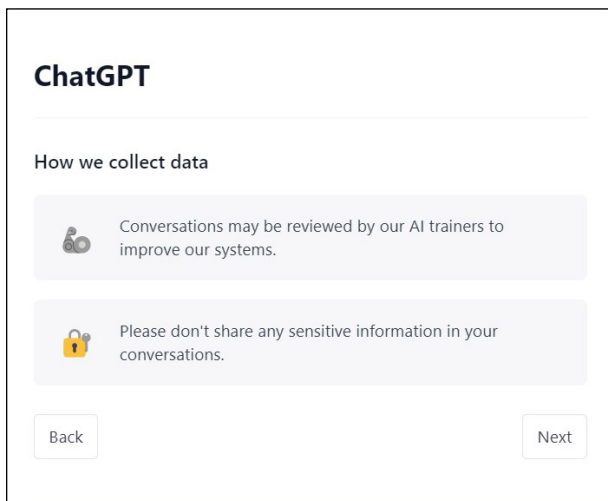 ChatGPT
How we collect data
Conversations may be reviewed by our AI trainers to
improve our systems.
Please don't share any sensitive information in your
conversations.
Back
Next